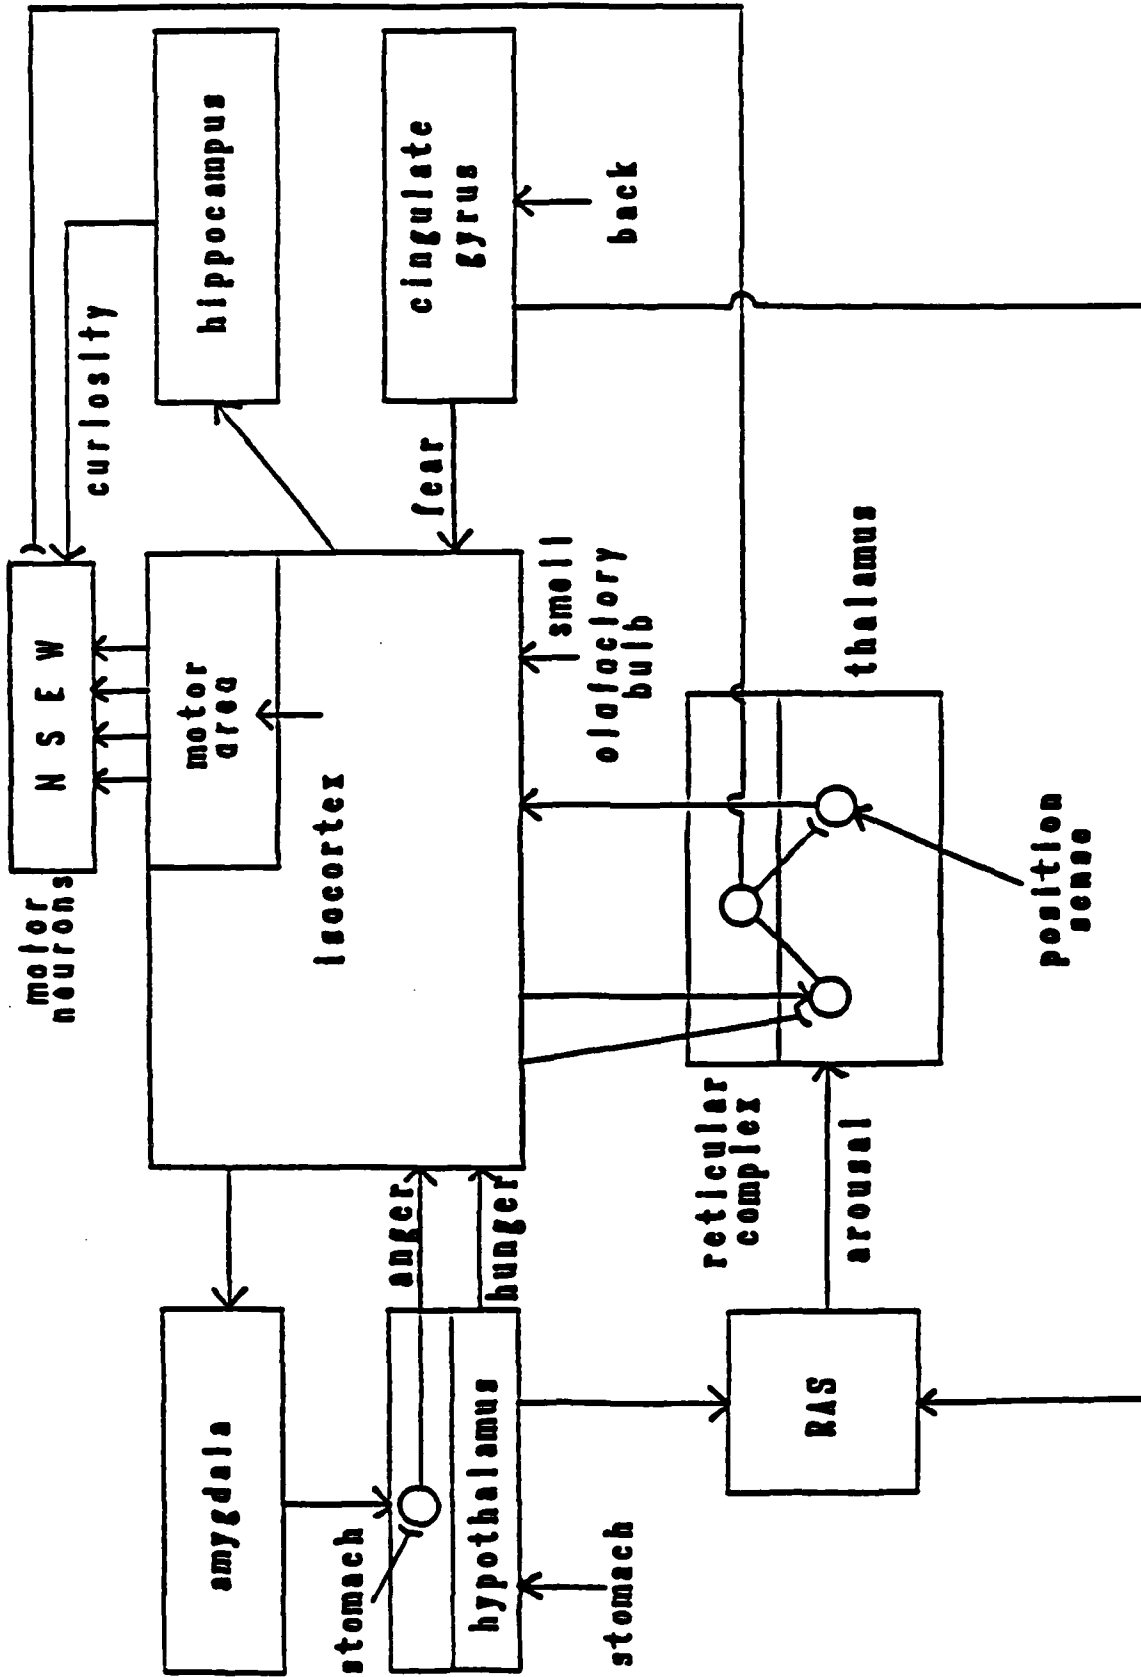 motor
neurons
N S E W
curiosity
hippocampus
motor
area
isocortex
amygdala
stomach
anger
hunger
hypothalamus
stomach
fear
cingulate
gyrus
back
smell
olafoctory
bulb
thalamus
reticular
complex
arousal
RAS
position
sense